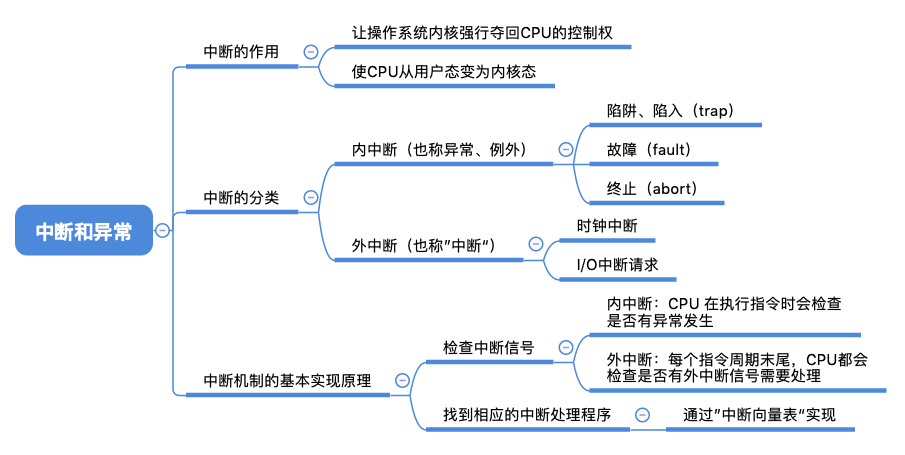 中断和异常
中断的作用
让操作系统内核强行夺回CPU的控制权
使CPU从用户态变为内核态
中断的分类
内中断（也称异常、例外）
陷阱、陷入（trap）
故障（fault）
终止（abort）
外中断（也称”中断“）
时钟中断
I/O中断请求
中断机制的基本实现原理
检查中断信号
内中断：CPU 在执行指令时会检查
是否有异常发生
外中断：每个指令周期末尾，CPU都会
检查是否有外中断信号需要处理
找到相应的中断处理程序
通过”中断向量表“实现